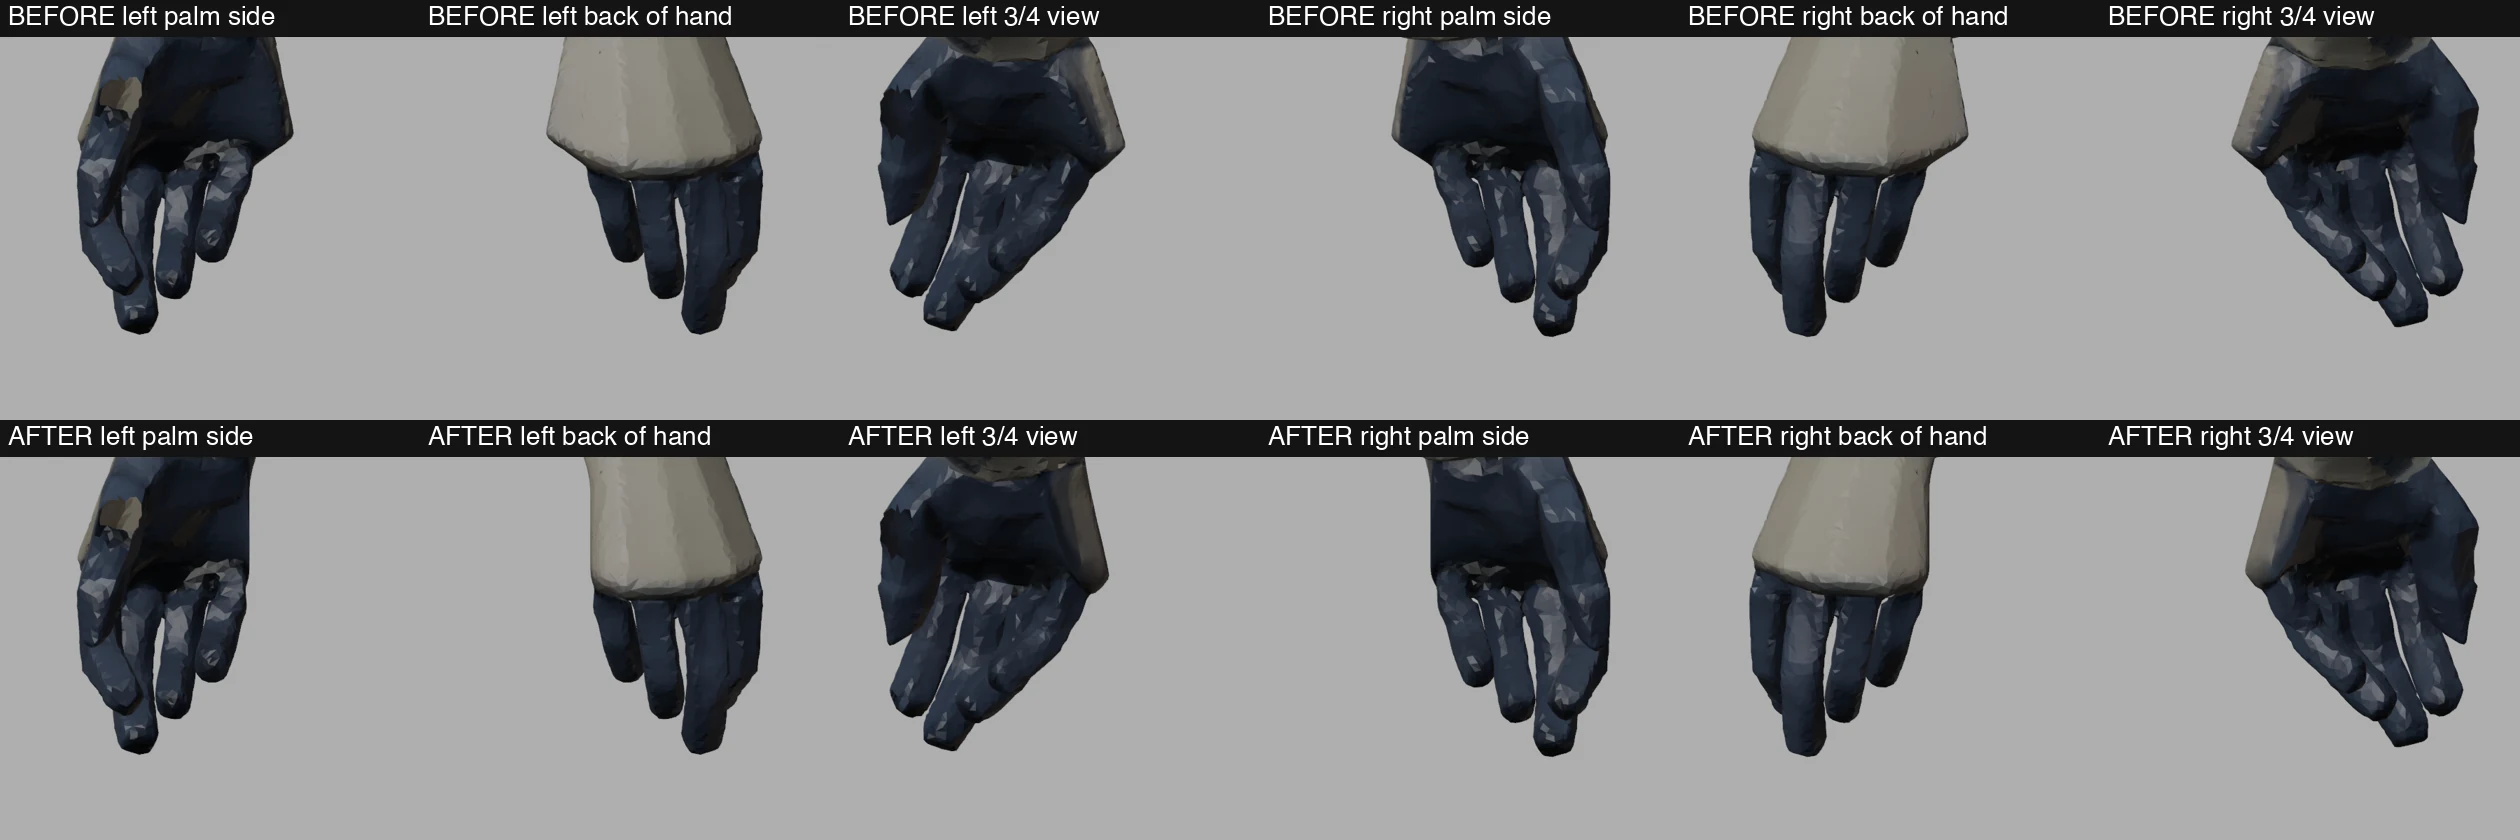 BEFORE left palm side
BEFORE left back of hand
BEFORE left 3/4 view
BEFORE right palm side
BEFORE right back of hand
BEFORE right 3/4 view
AFTER left palm side
AFTER left back of hand
AFTER left 3/4 view
AFTER right palm side
AFTER right back of hand
AFTER right 3/4 view